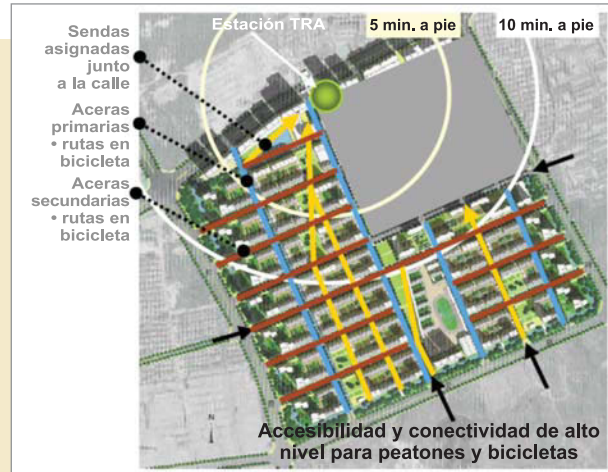 Estación TRA
5 min. a pie
10 min. a pie
Sendas
asignadas
junto
a la calle
Aceras
primarias
• rutas en
bicicleta
Aceras
secundarias
• rutas en
bicicleta
N
Accesibilidad y conectividad de alto
nivel para peatones y bicicletas